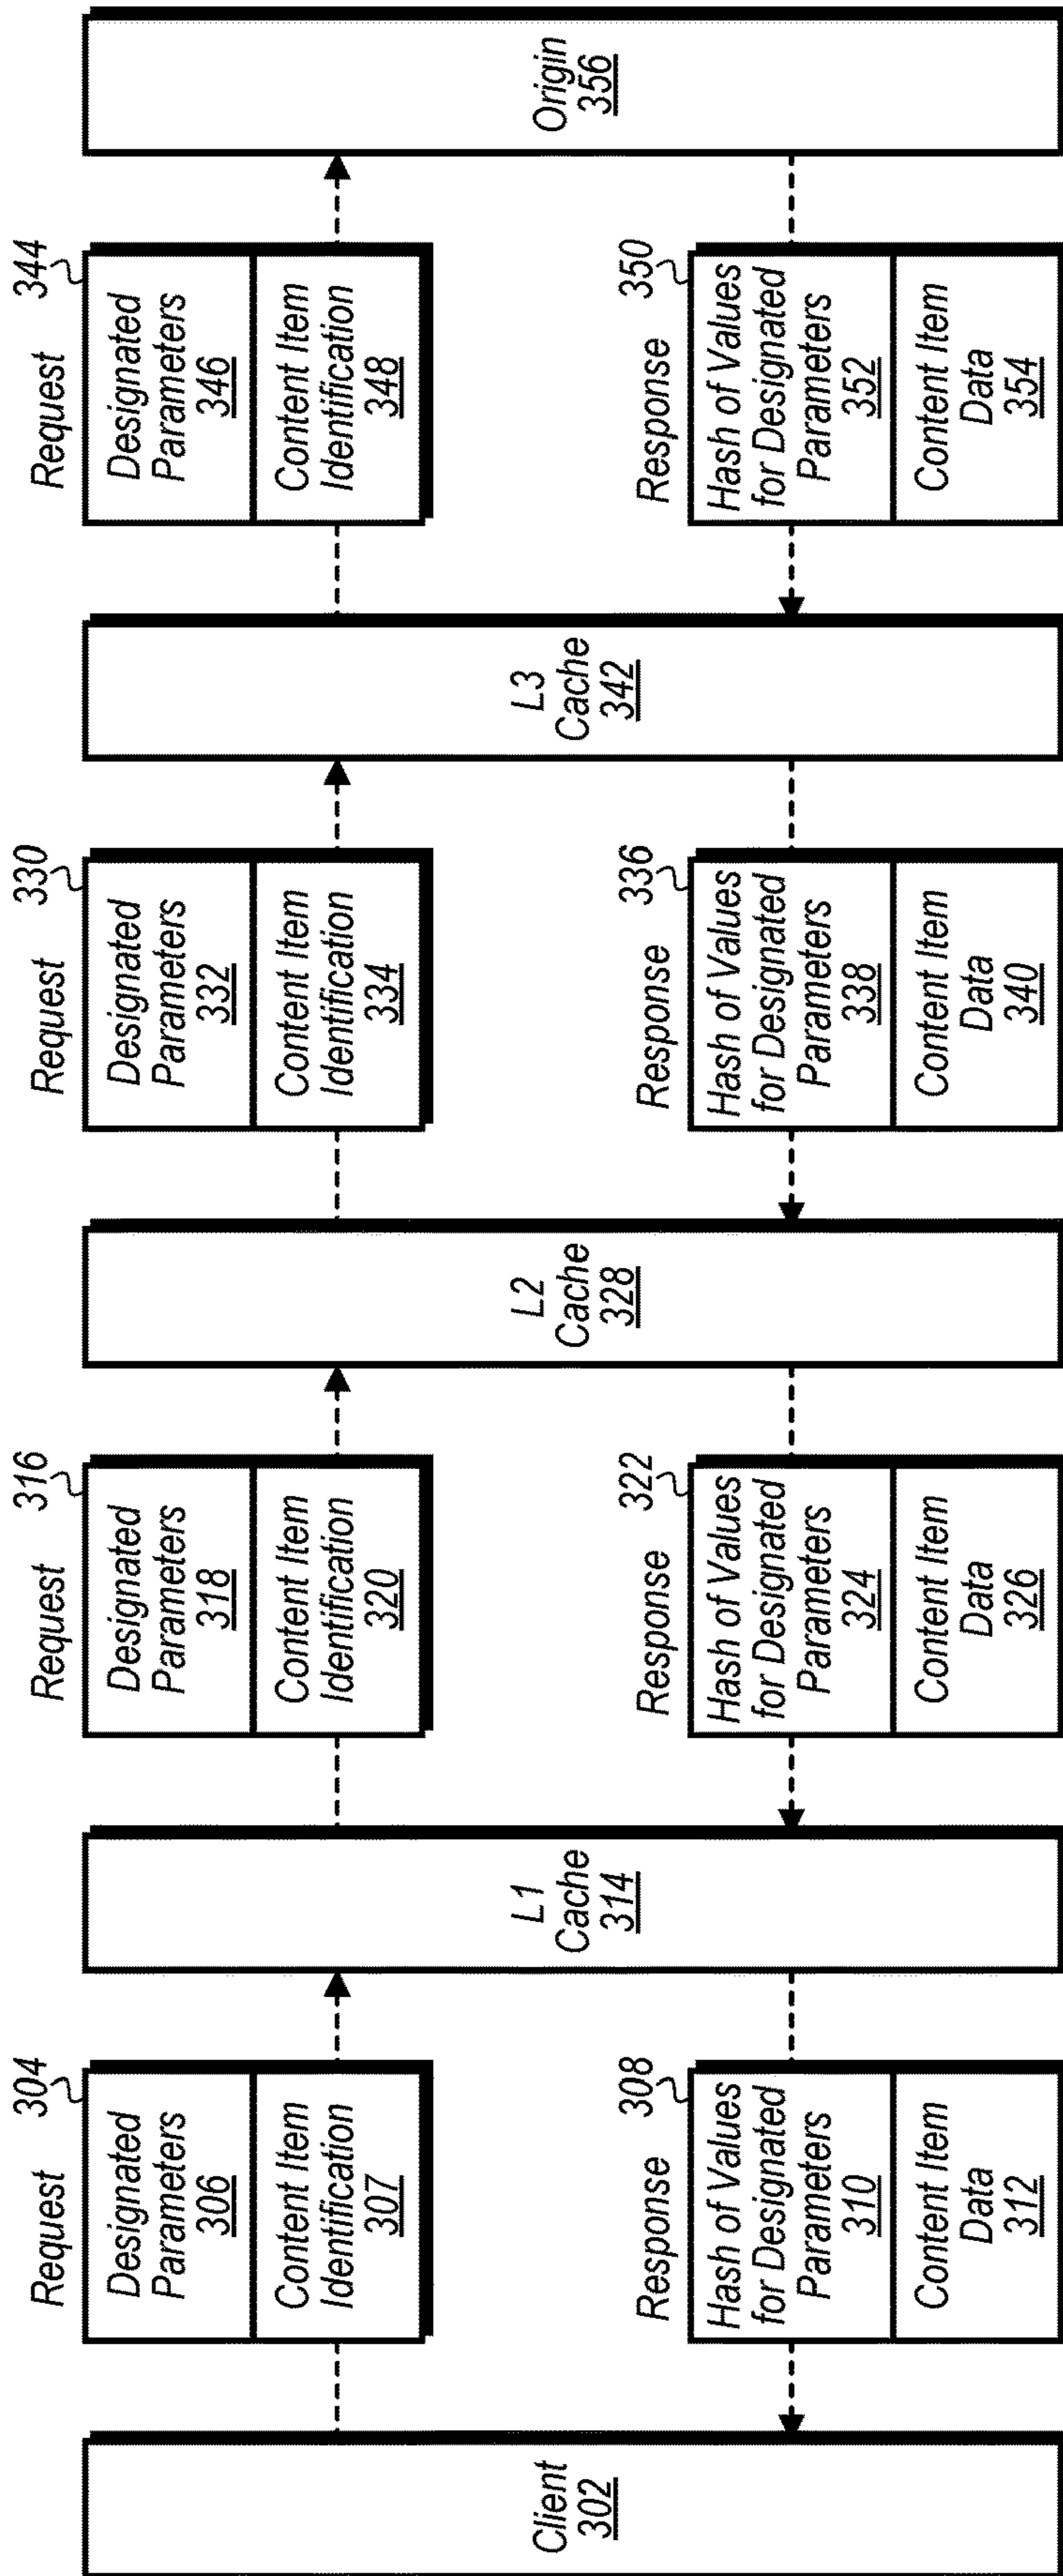 Client
302
Request
304
Designated
Parameters
306
Content Item
Identification
307
Response
308
Hash of Values
for Designated
Parameters
310
Content Item
Data
312
L1
Cache
314
Request
316
Designated
Parameters
318
Content Item
Identification
320
Response
322
Hash of Values
for Designated
Parameters
324
Content Item
Data
326
L2
Cache
328
Request
330
Designated
Parameters
332
Content Item
Identification
334
Response
336
Hash of Values
for Designated
Parameters
338
Content Item
Data
340
L3
Cache
342
Request
344
Designated
Parameters
346
Content Item
Identification
348
Response
350
Hash of Values
for Designated
Parameters
352
Content Item
Data
354
Origin
356